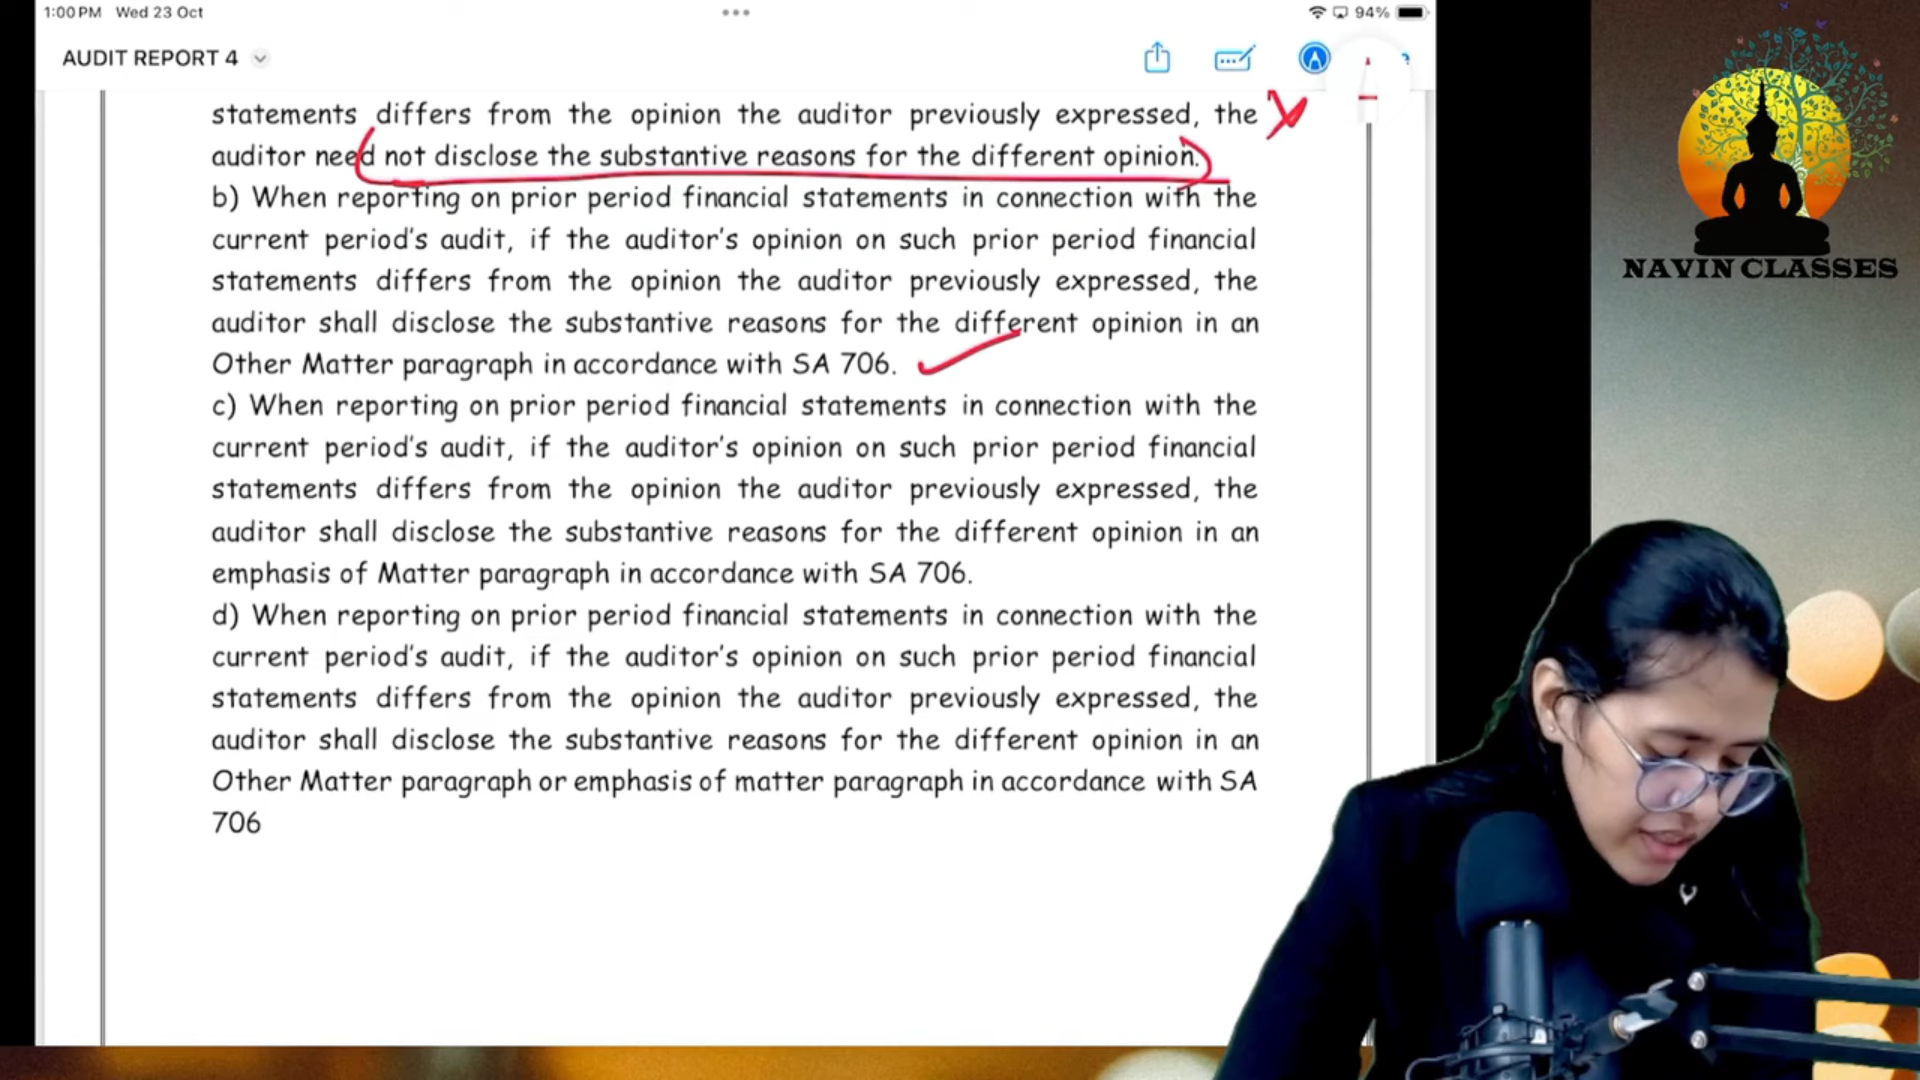 1:00 PM Wed 23 Oct
94%
AUDIT REPORT 4
statements differs from the opinion the auditor previously expressed, the
auditor need not disclose the substantive reasons for the different opinion.
b) When reporting on prior period financial statements in connection with the
current period's audit, if the auditor's opinion on such prior period financial
statements differs from the opinion the auditor previously expressed, the
auditor shall disclose the substantive reasons for the different opinion in an
Other Matter paragraph in accordance with SA 706.
c) When reporting on prior period financial statements in connection with the
current period's audit, if the auditor's opinion on such prior period financial
statements differs from the opinion the auditor previously expressed, the
auditor shall disclose the substantive reasons for the different opinion in an
emphasis of Matter paragraph in accordance with SA 706.
d) When reporting on prior period financial statements in connection with the
current period's audit, if the auditor's opinion on such prior period financial
statements differs from the opinion the auditor previously expressed, the
auditor shall disclose the substantive reasons for the different opinion in an
Other Matter paragraph or emphasis of matter paragraph in accordance with SA
706
NAVIN CLASSES